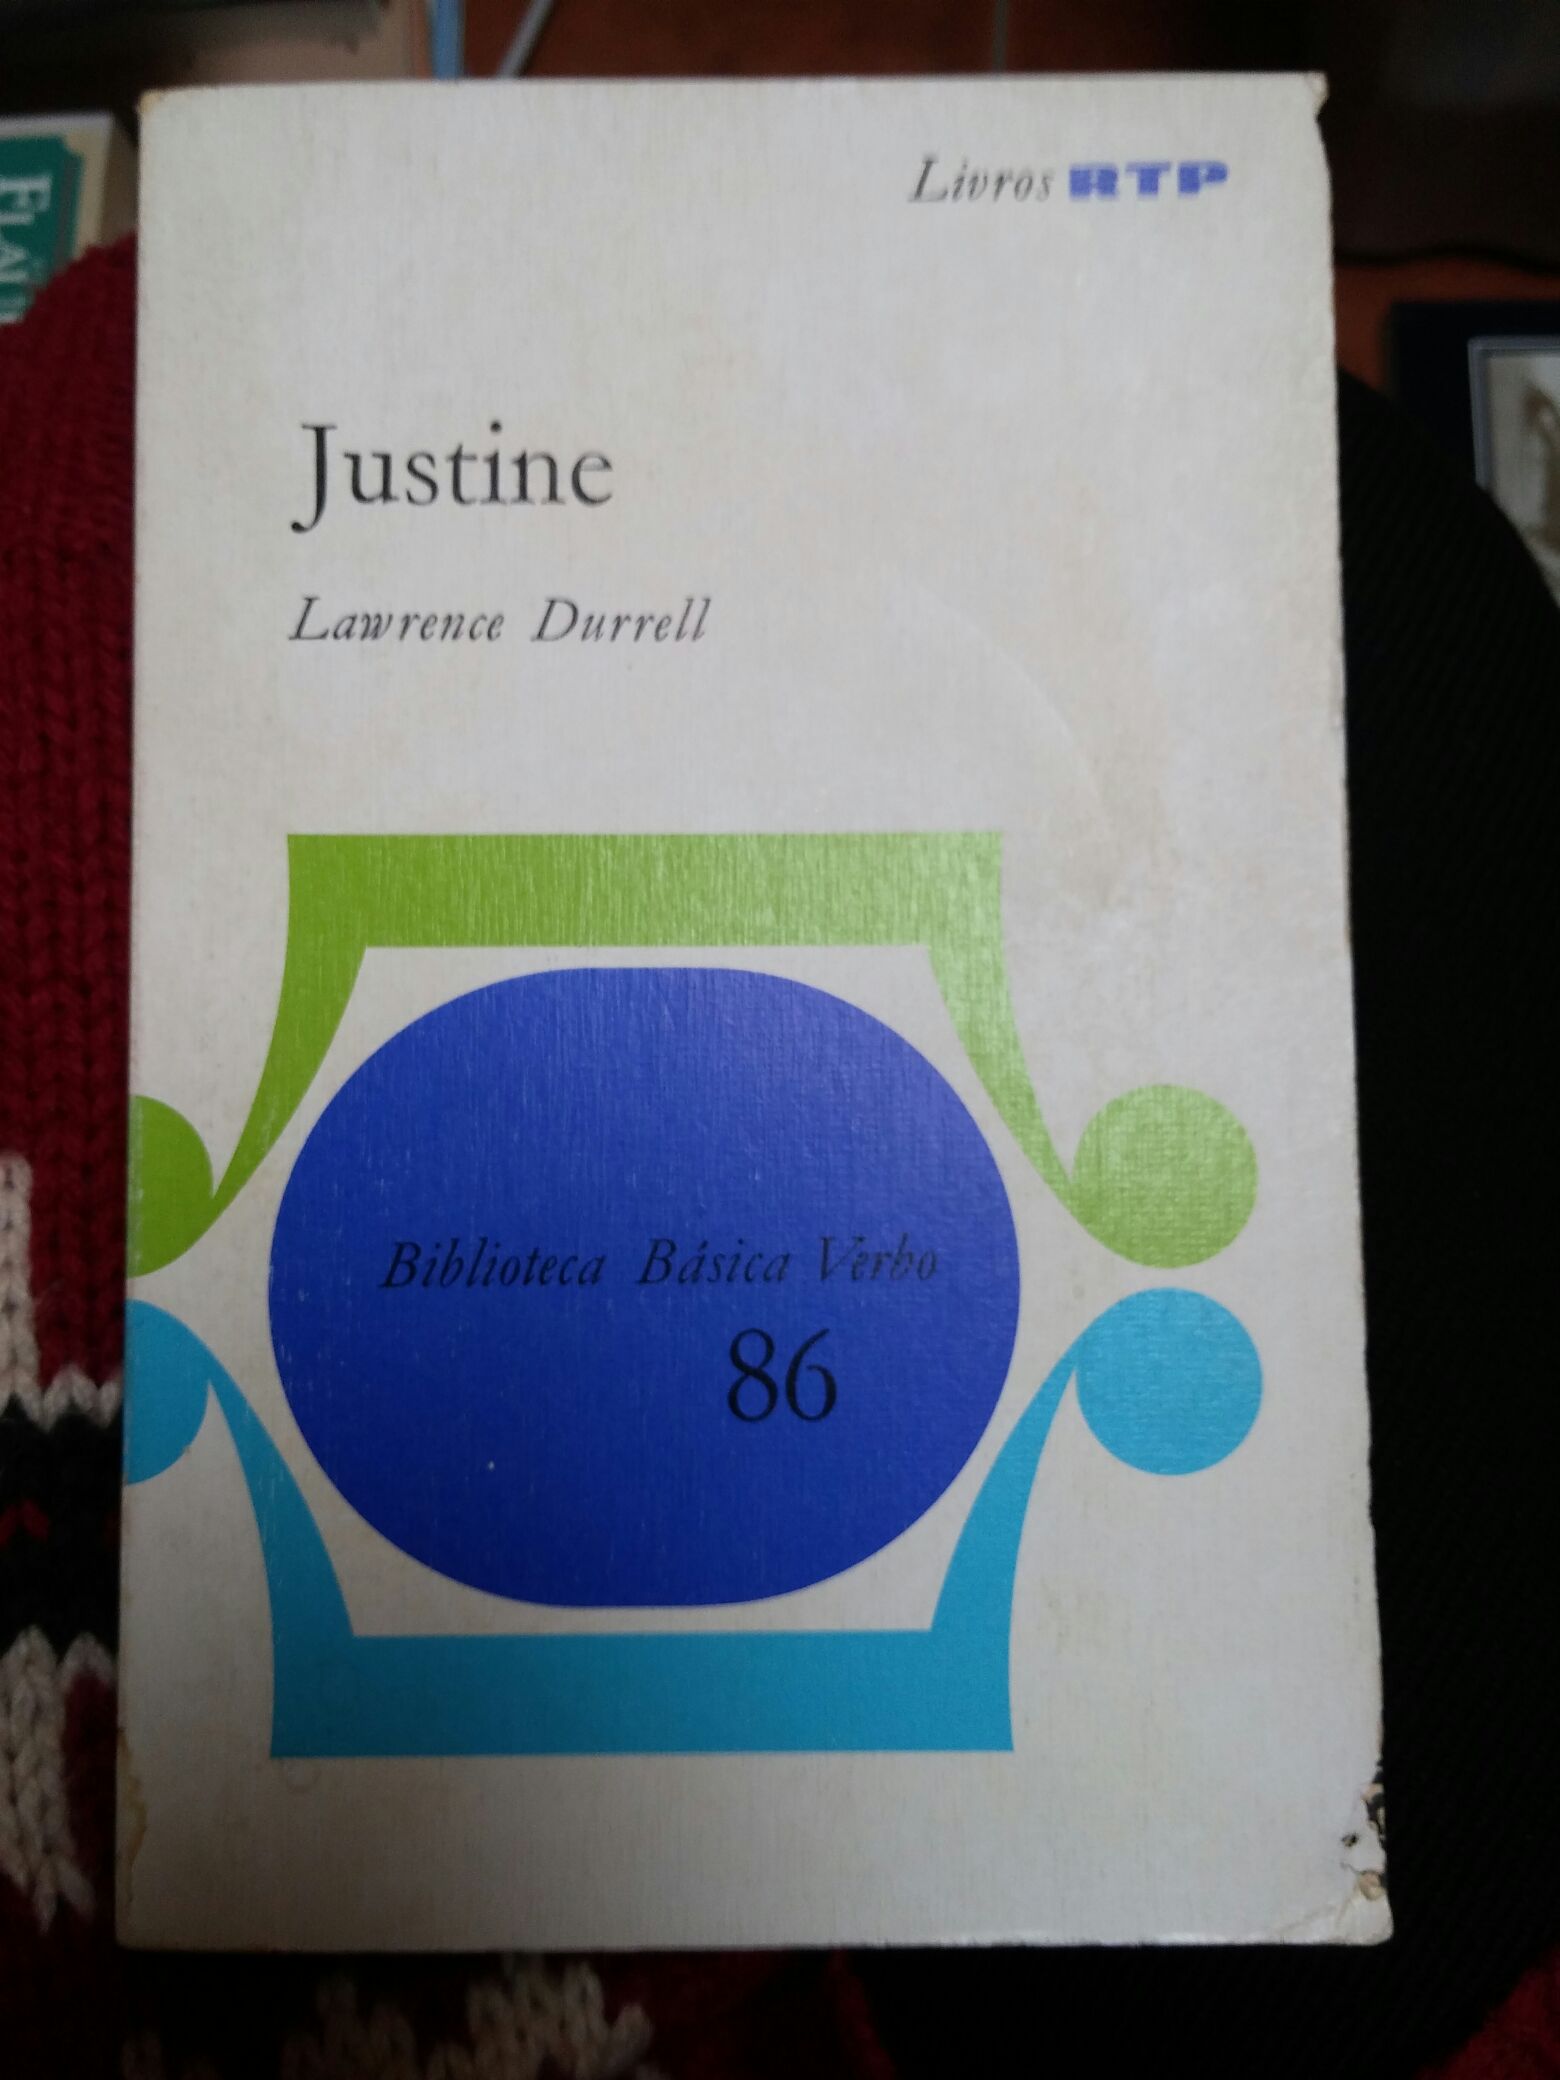 Livros RTP
Justine
Lawrence Durrell
Biblioteca Básica Verbo
86